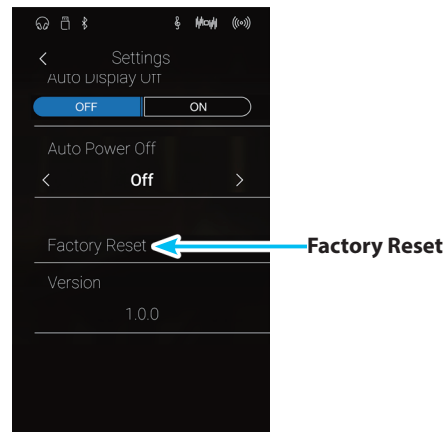 Settings
Auto Display Off
OFF ON
Auto Power Off
< Off >
Factory Reset
Factory Reset
Version
1.0.0